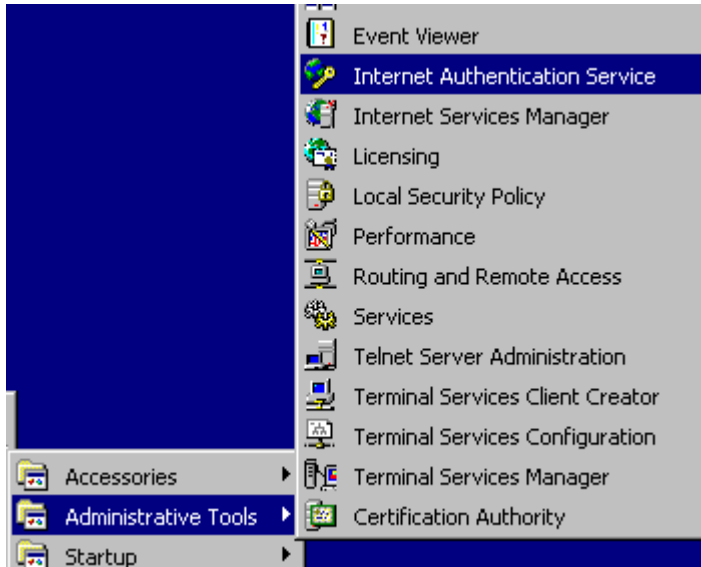 Event Viewer
Internet Authentication Service
Internet Services Manager
Licensing
Local Security Policy
Performance
Routing and Remote Access
Services
Telnet Server Administration
Terminal Services Client Creator
Terminal Services Configuration
Terminal Services Manager
Certification Authority
Accessories
Administrative Tools
Startup